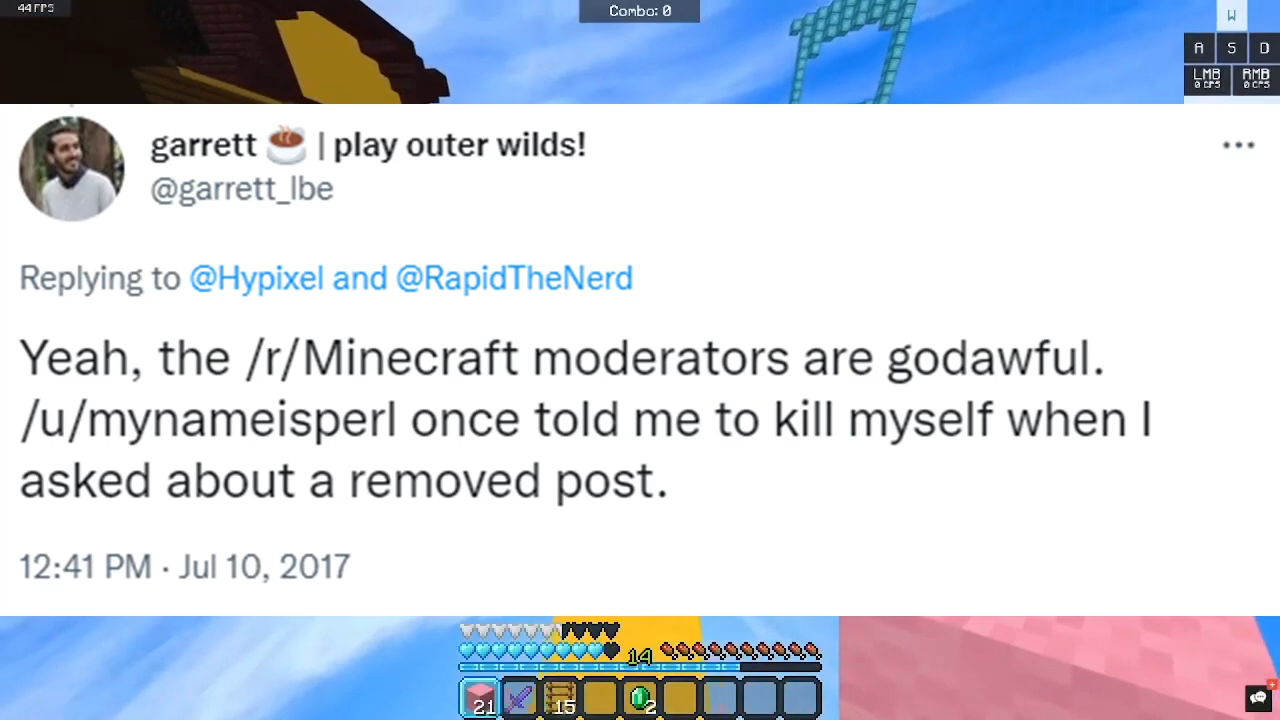 44 FPS
Combo: 0
W
A S D
LMB RMB
0 CPS 0 CPS
garrett ☕ | play outer wilds!
@garrett_lbe
Replying to @Hypixel and @RapidTheNerd
Yeah, the /r/Minecraft moderators are godawful.
/u/mynameisperl once told me to kill myself when I
asked about a removed post.
12:41 PM · Jul 10, 2017
14
21 15 2